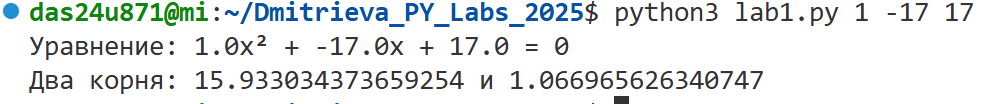 das24u871@mi:~/Dmitrieva_PY_Labs_2025$ python3 lab1.py 1 -17 17
Уравнение: 1.0x² + -17.0x + 17.0 = 0
Два корня: 15.933034373659254 и 1.066965626340747